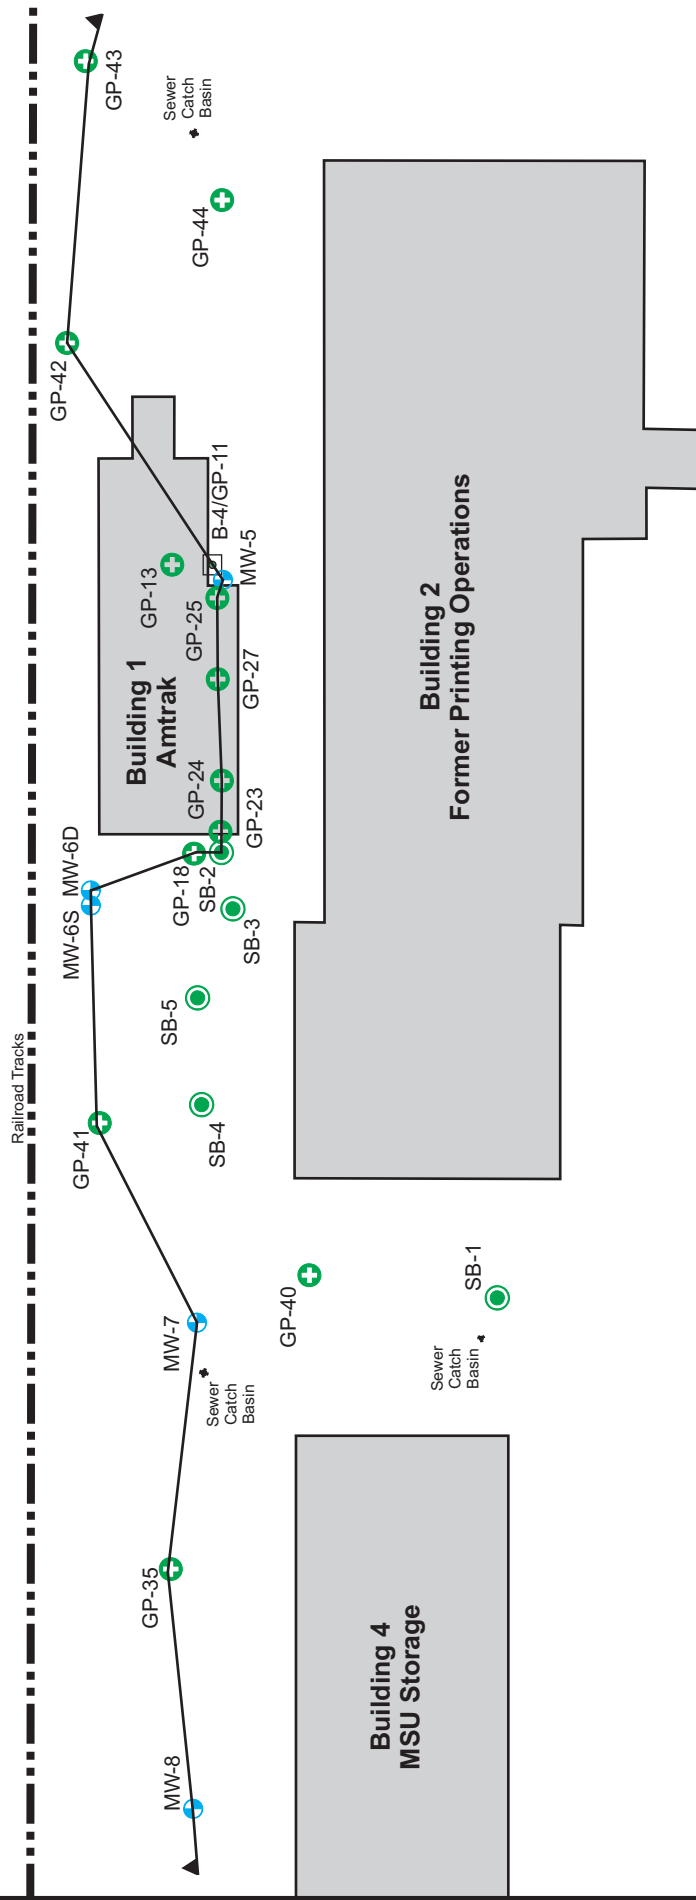 Railroad Tracks
MW-8
GP-35
MW-7
Sewer
Catch
Basin
GP-41
MW-6S
MW-6D
SB-4
SB-5
SB-3
GP-18
SB-2
GP-23
GP-24
GP-27
GP-25
MW-5
B-4/GP-11
GP-13
Building 1
Amtrak
GP-42
GP-44
Sewer
Catch
Basin
GP-43
GP-40
SB-1
Sewer
Catch
Basin
Building 4
MSU Storage
Building 2
Former Printing Operations